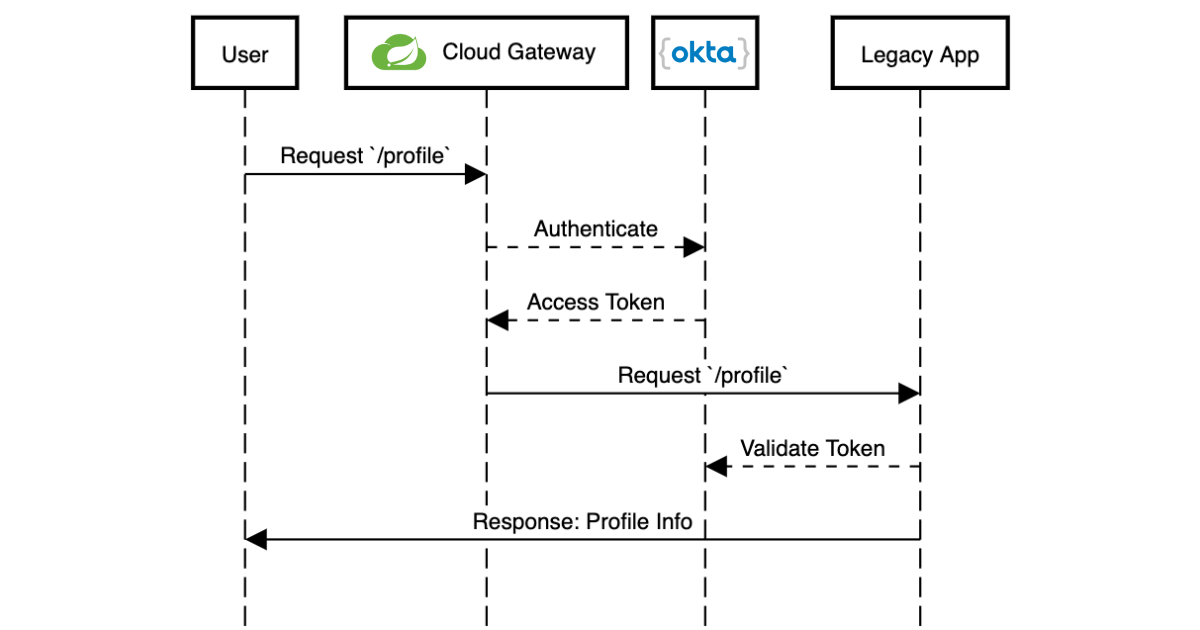 User
Cloud Gateway
{okta}
Legacy App
Request `/profile`
Authenticate
Access Token
Request `/profile`
Validate Token
Response: Profile Info